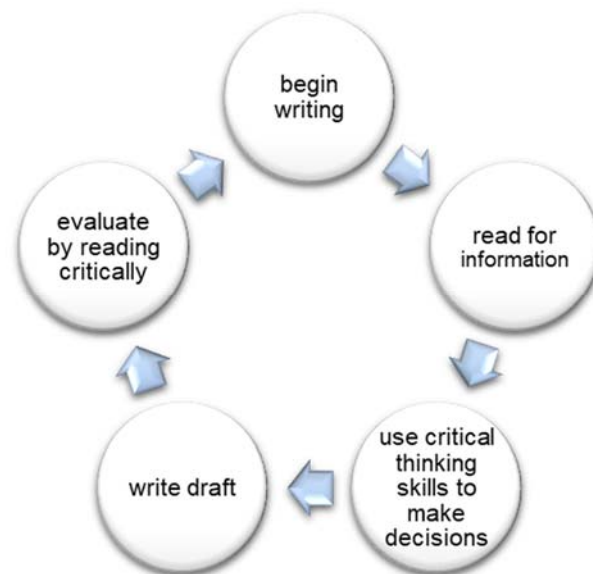 begin
writing
read for
information
use critical
thinking
skills to
make
decisions
write draft
evaluate
by reading
critically